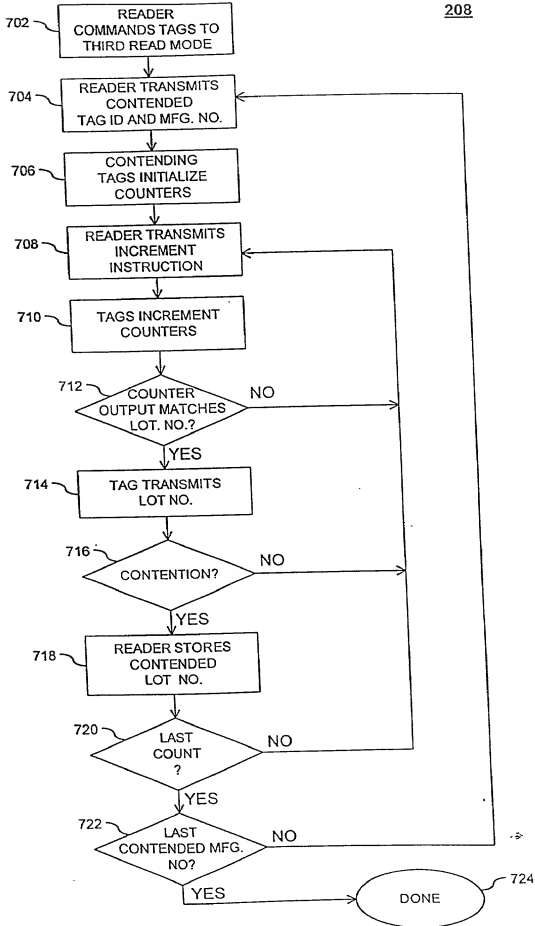 208
702
READER
COMMANDS TAGS TO
THIRD READ MODE
704
READER TRANSMITS
CONTENDED
TAG ID AND MFG. NO.
706
CONTENDING
TAGS INITIALIZE
COUNTERS
708
READER TRANSMITS
INCREMENT
INSTRUCTION
710
TAGS INCREMENT
COUNTERS
712
COUNTER
OUTPUT MATCHES
LOT. NO.?
NO
YES
714
TAG TRANSMITS
LOT NO.
716
CONTENTION?
NO
YES
718
READER STORES
CONTENDED
LOT NO.
720
LAST
COUNT
?
NO
YES
722
LAST
CONTENDED MFG.
NO?
NO
YES
DONE
724